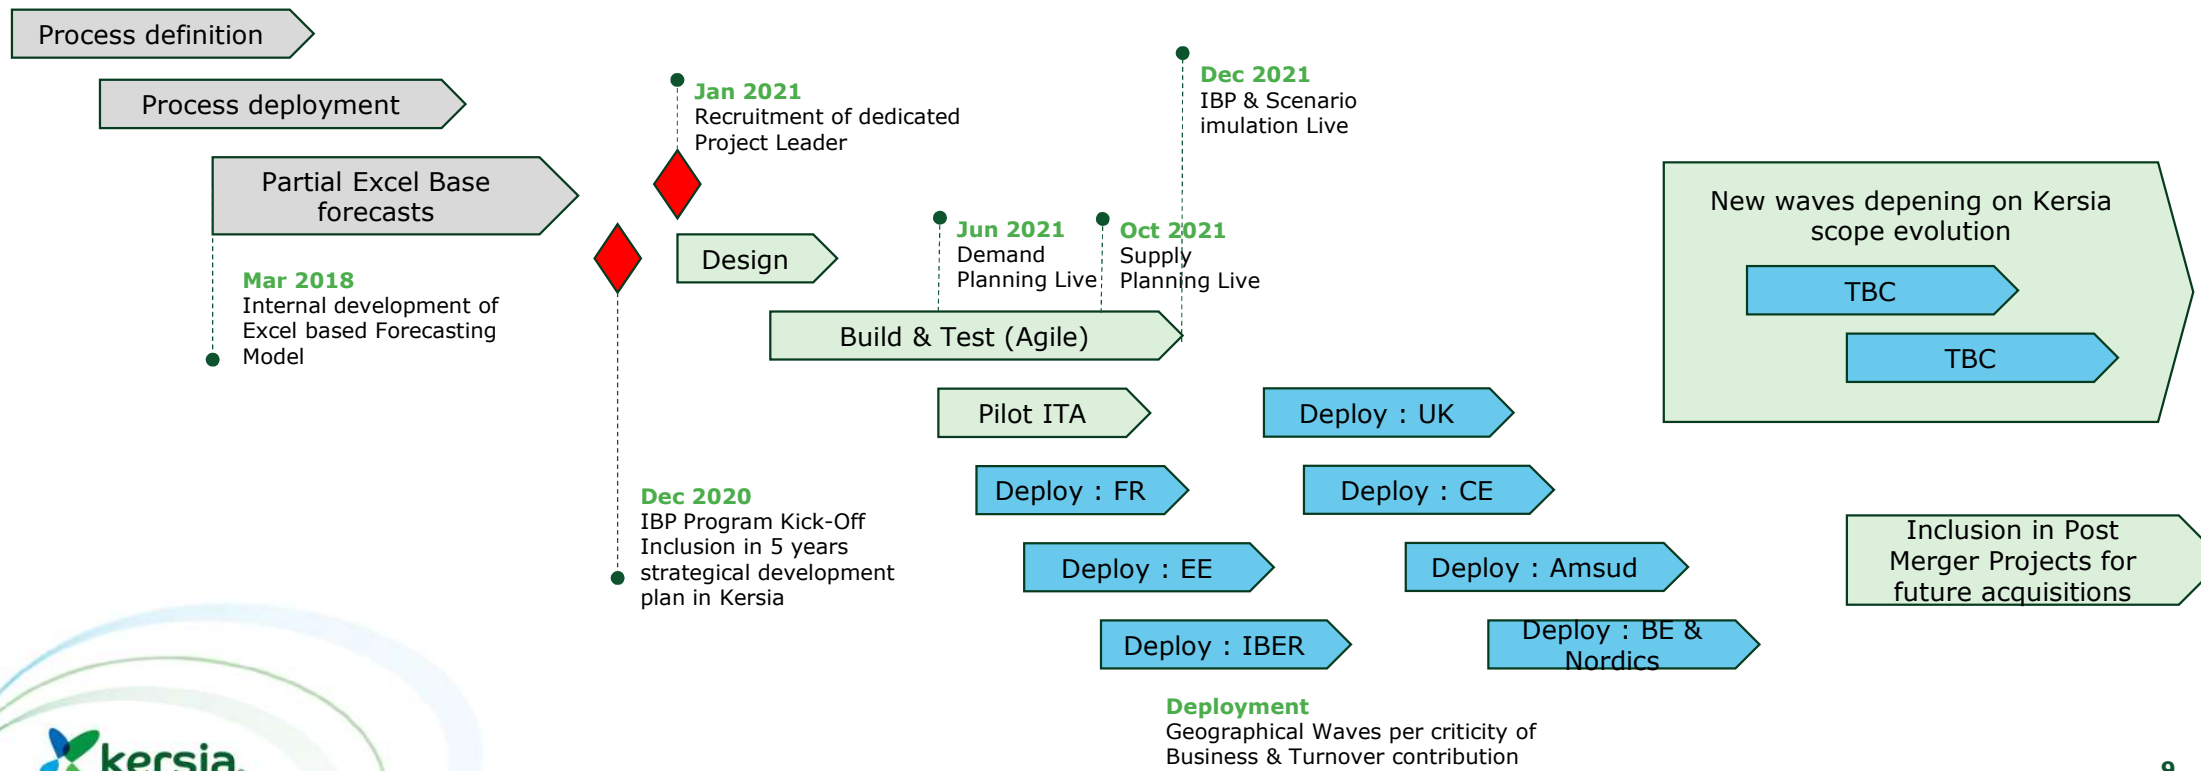 Process definition
Process deployment
Partial Excel Base
forecasts
Mar 2018
Internal development of
Excel based Forecasting
Model
Jan 2021
Recruitment of dedicated
Project Leader
Dec 2020
IBP Program Kick-Off
Inclusion in 5 years
strategical development
plan in Kersia
Design
Jun 2021
Demand
Planning Live
Oct 2021
Supply
Planning Live
Dec 2021
IBP & Scenario
imulation Live
Build & Test (Agile)
Pilot ITA
Deploy : FR
Deploy : EE
Deploy : IBER
Deploy : UK
Deploy : CE
Deploy : Amsud
Deploy : BE &
Nordics
Deployment
Geographical Waves per criticity of
Business & Turnover contribution
New waves depening on Kersia
scope evolution
TBC
TBC
Inclusion in Post
Merger Projects for
future acquisitions
kersia.
9